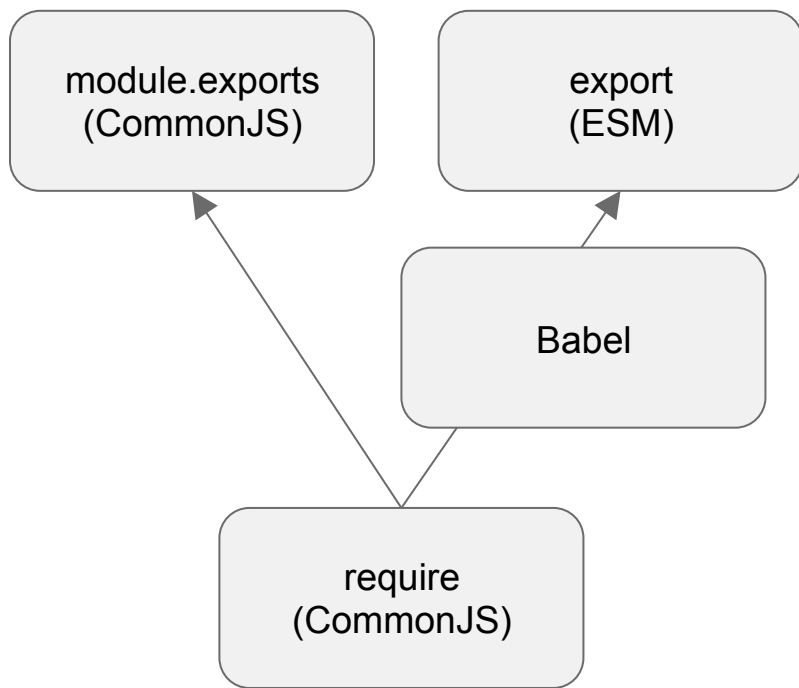 module.exports
(CommonJS)
export
(ESM)
Babel
require
(CommonJS)